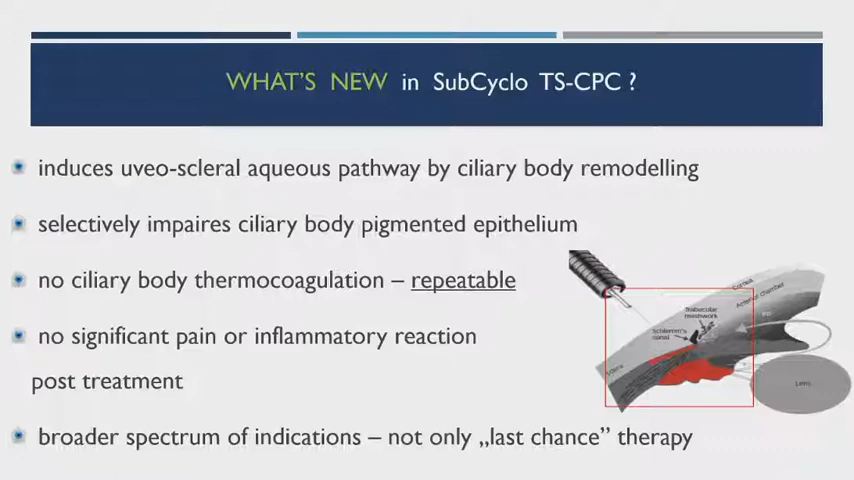 WHAT'S NEW in SubCyclo TS-CPC ?
induces uveo-scleral aqueous pathway by ciliary body remodelling
selectively impaires ciliary body pigmented epithelium
no ciliary body thermocoagulation – repeatable
no significant pain or inflammatory reaction
post treatment
broader spectrum of indications – not only „last chance” therapy
Cornea
Anterior chamber
Trabecular
meshwork
Schlemm's
canal
Sclera
Lens